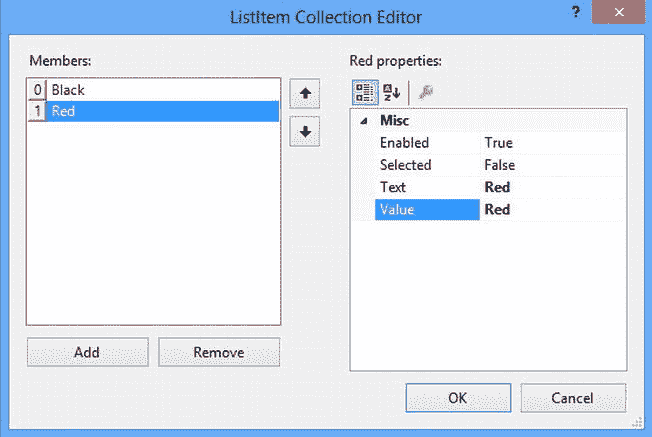 ListItem Collection Editor
?
Members:
0 Black
1 Red
Add
Remove
Red properties:
Misc
Enabled True
Selected False
Text Red
Value Red
OK
Cancel